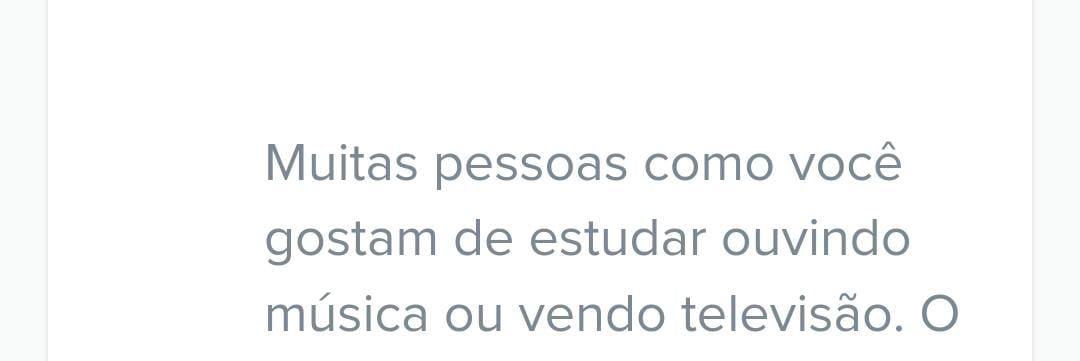 Muitas pessoas como você
gostam de estudar ouvindo
música ou vendo televisão. O